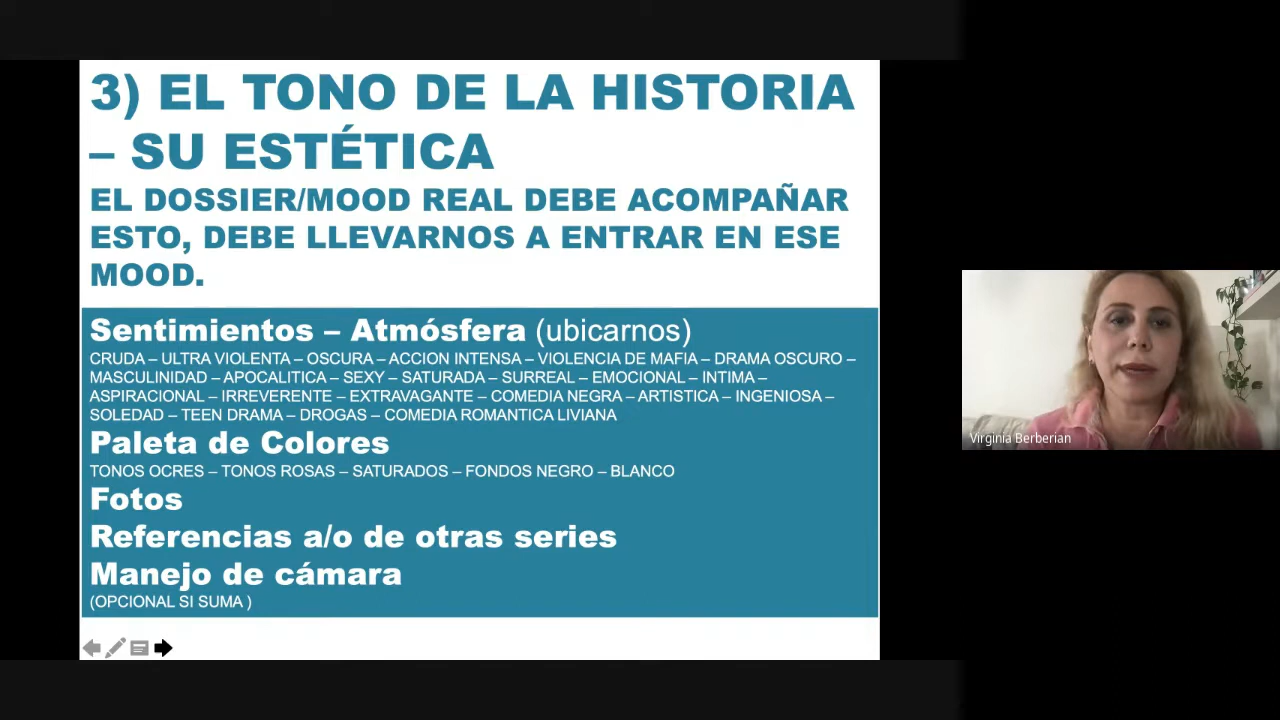 3) EL TONO DE LA HISTORIA
– SU ESTÉTICA
EL DOSSIER/MOOD REAL DEBE ACOMPAÑAR
ESTO, DEBE LLEVARNOS A ENTRAR EN ESE
MOOD.
Sentimientos – Atmósfera (ubicarnos)
CRUDA – ULTRA VIOLENTA – OSCURA – ACCION INTENSA – VIOLENCIA DE MAFIA – DRAMA OSCURO –
MASCULINIDAD – APOCALITICA – SEXY – SATURADA – SURREAL – EMOCIONAL – INTIMA –
ASPIRACIONAL – IRREVERENTE – EXTRAVAGANTE – COMEDIA NEGRA – ARTISTICA – INGENIOSA –
SOLEDAD – TEEN DRAMA – DROGAS – COMEDIA ROMANTICA LIVIANA
Paleta de Colores
TONOS OCRES – TONOS ROSAS – SATURADOS – FONDOS NEGRO – BLANCO
Fotos
Referencias a/o de otras series
Manejo de cámara
(OPCIONAL SI SUMA )
Virginia Berberian